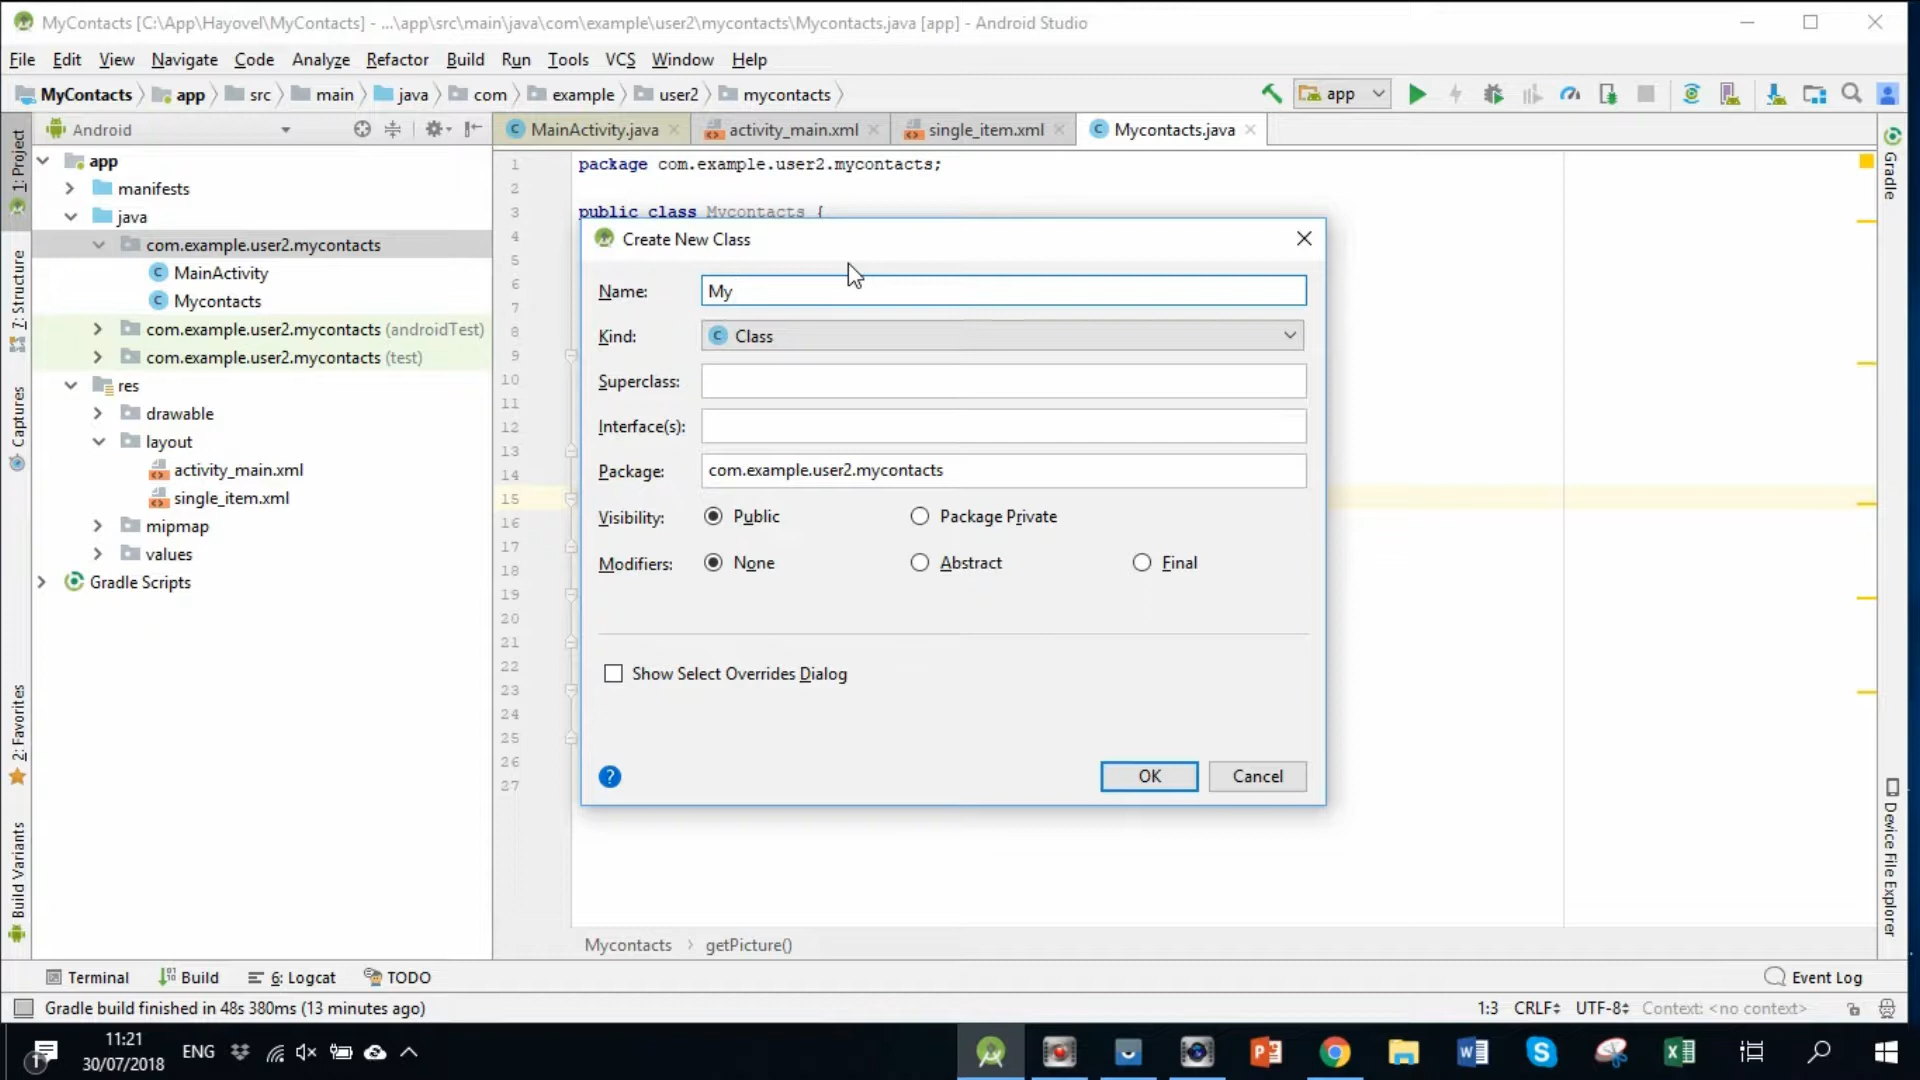 MyContacts [C:\App\Hayovel\MyContacts] - ...\app\src\main\java\com\example\user2\mycontacts\Mycontacts.java [app] - Android Studio
File Edit View Navigate Code Analyze Refactor Build Run Tools VCS Window Help
MyContacts app src main java com example user2 mycontacts app
Android
MainActivity.java activity_main.xml single_item.xml Mycontacts.java
1: Project
7: Structure
Captures
2: Favorites
Build Variants
app
manifests
java
com.example.user2.mycontacts
MainActivity
Mycontacts
com.example.user2.mycontacts (androidTest)
com.example.user2.mycontacts (test)
res
drawable
layout
activity_main.xml
single_item.xml
mipmap
values
Gradle Scripts
1 package com.example.user2.mycontacts;
2
3 public class Mycontacts {
4
5
6
7
8
9
10
11
12
13
14
15
16
17
18
19
20
21
22
23
24
25
26
27
Create New Class
Name: My
Kind: C Class
Superclass:
Interface(s):
Package: com.example.user2.mycontacts
Visibility: Public Package Private
Modifiers: None Abstract Final
Show Select Overrides Dialog
? OK Cancel
Mycontacts > getPicture()
Gradle
Device File Explorer
Terminal Build 6: Logcat TODO Event Log
Gradle build finished in 48s 380ms (13 minutes ago) 1:3 CRLF UTF-8 Context: <no context>
1 11:21 ENG
30/07/2018